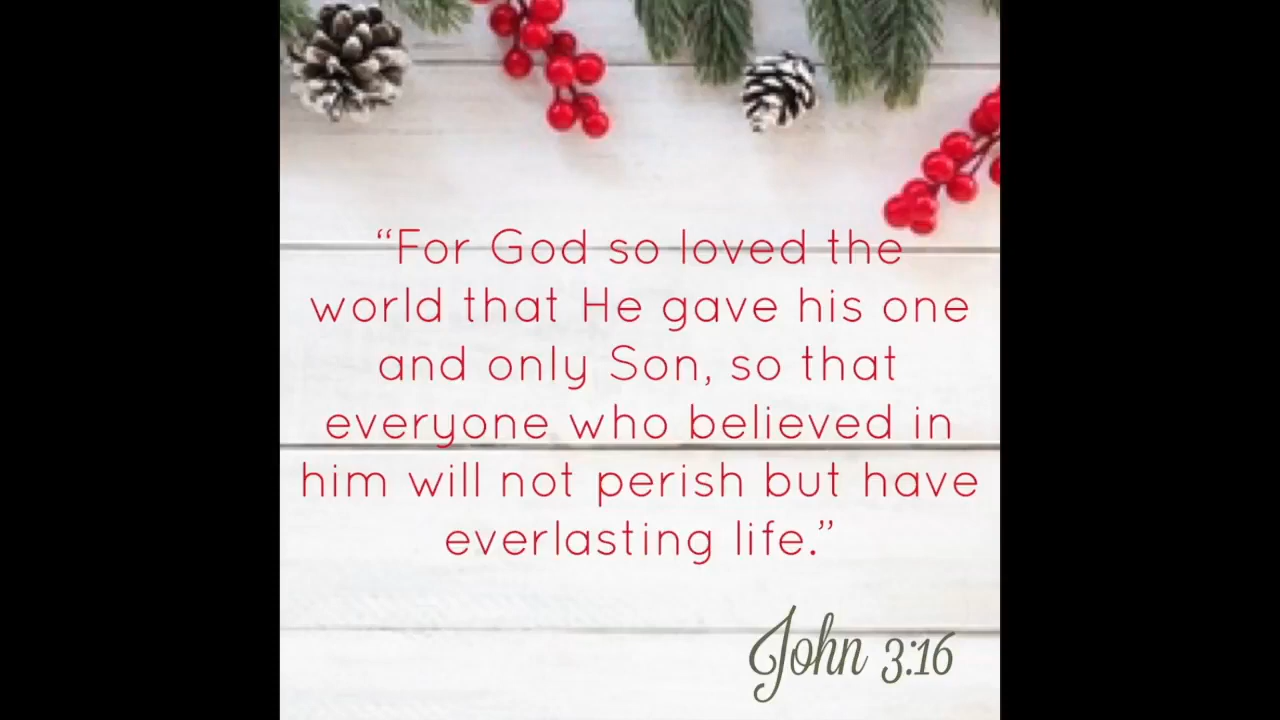 “For God so loved the
world that He gave his one
and only Son, so that
everyone who believed in
him will not perish but have
everlasting life.”
John 3:16